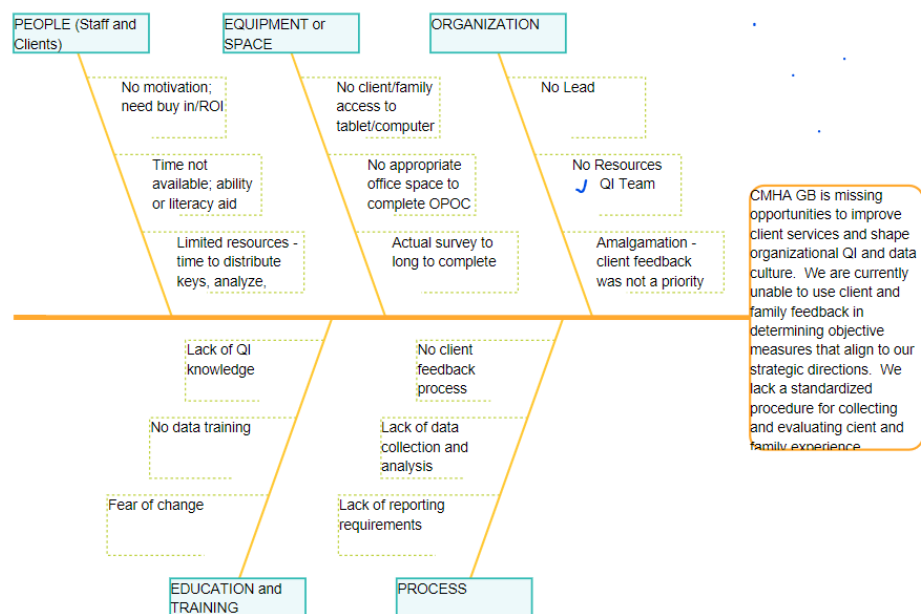 PEOPLE (Staff and
Clients)
EQUIPMENT or
SPACE
ORGANIZATION
No motivation;
need buy in/ROI
Time not
available; ability
or literacy aid
Limited resources -
time to distribute
keys, analyze,
No client/family
access to
tablet/computer
No appropriate
office space to
complete OPOC
Actual survey to
long to complete
No Lead
No Resources
QI Team
Amalgamation -
client feedback
was not a priority
CMHA GB is missing
opportunities to improve
client services and shape
organizational QI and data
culture. We are currently
unable to use client and
family feedback in
determining objective
measures that align to our
strategic directions. We
lack a standardized
procedure for collecting
and evaluating cient and
family experience
Lack of QI
knowledge
No data training
Fear of change
No client
feedback
process
Lack of data
collection and
analysis
Lack of reporting
requirements
EDUCATION and
TRAINING
PROCESS